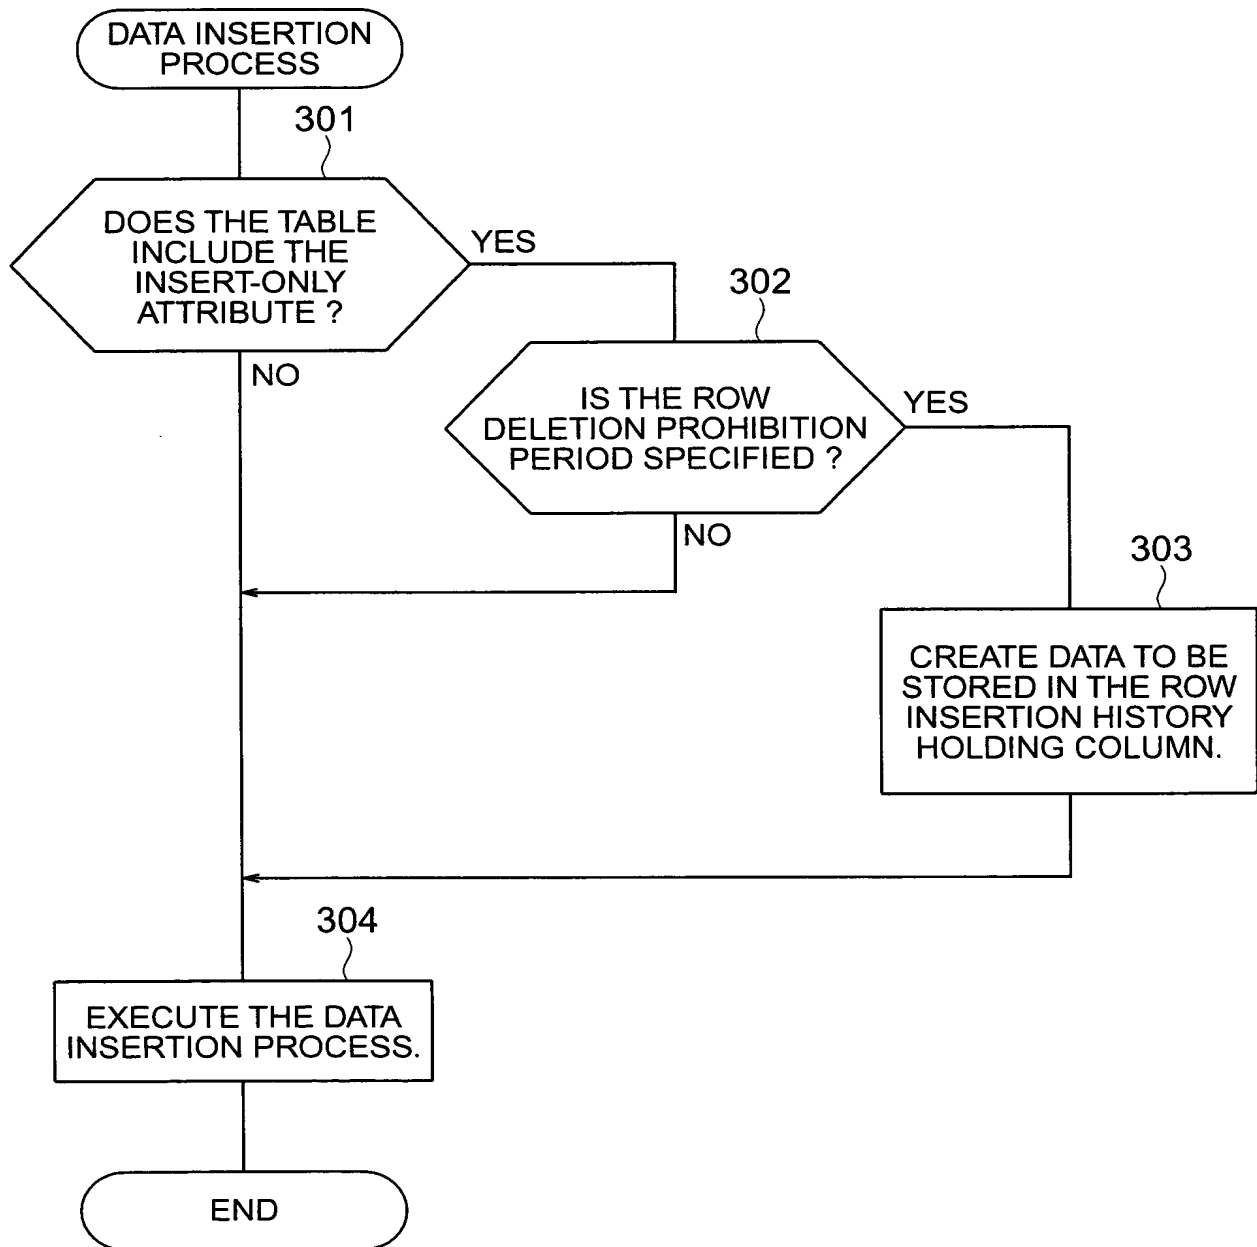 DATA INSERTION
PROCESS
301
DOES THE TABLE
INCLUDE THE
INSERT-ONLY
ATTRIBUTE ?
YES
NO
302
IS THE ROW
DELETION PROHIBITION
PERIOD SPECIFIED ?
YES
NO
303
CREATE DATA TO BE
STORED IN THE ROW
INSERTION HISTORY
HOLDING COLUMN.
304
EXECUTE THE DATA
INSERTION PROCESS.
END